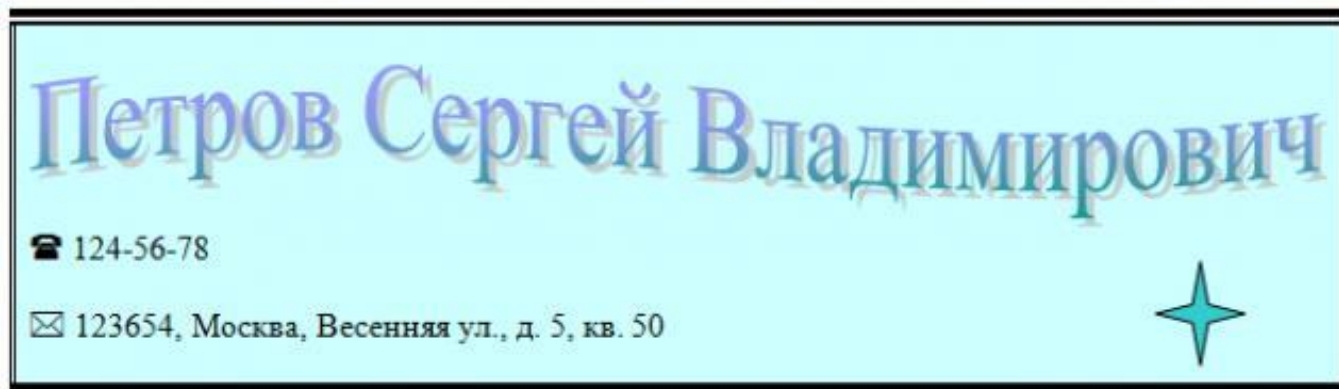 Петров Сергей Владимирович
☎ 124-56-78
✉ 123654, Москва, Весенняя ул., д. 5, кв. 50